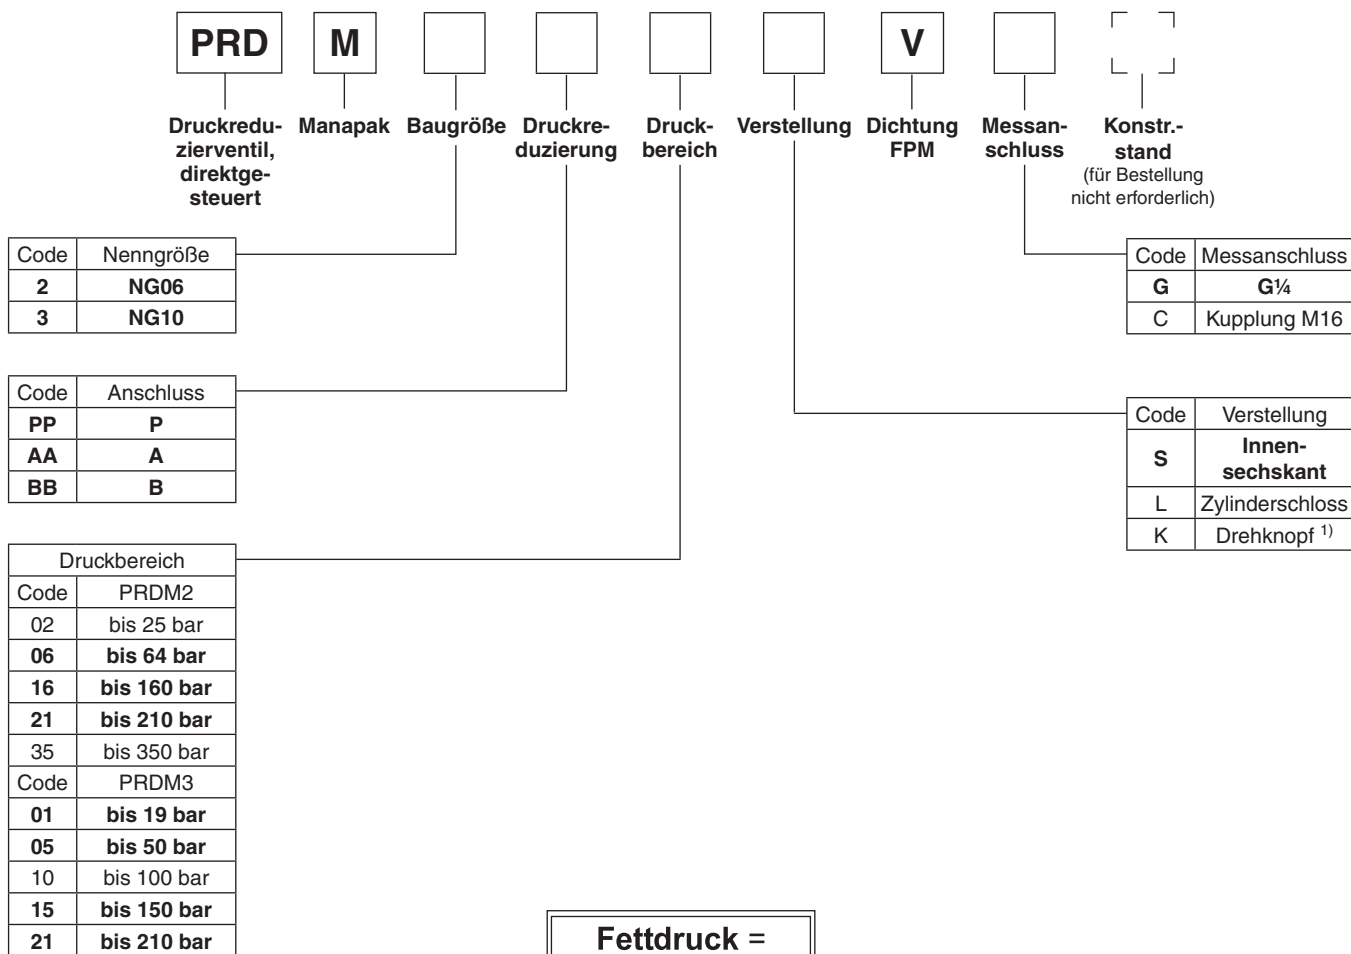 PRD M V
Druckredu-
zierventil,
direktge-
steuert
Manapak
Baugröße
Druckre-
duzierung
Druck-
bereich
Verstellung
Dichtung
FPM
Messan-
schluss
Konstr.-
stand
(für Bestellung
nicht erforderlich)
Code Nenngröße
2 NG06
3 NG10
Code Messanschluss
G G¼
C Kupplung M16
Code Anschluss
PP P
AA A
BB B
Code Verstellung
S Innen-
sechskant
L Zylinderschloss
K Drehknopf 1)
Druckbereich
Code PRDM2
02 bis 25 bar
06 bis 64 bar
16 bis 160 bar
21 bis 210 bar
35 bis 350 bar
Code PRDM3
01 bis 19 bar
05 bis 50 bar
10 bis 100 bar
15 bis 150 bar
21 bis 210 bar
Fettdruck =